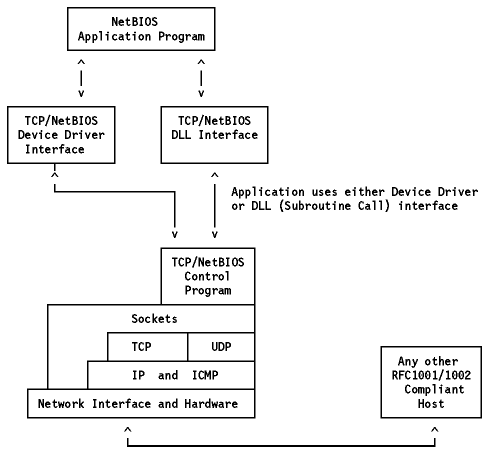 NetBIOS
Application Program
TCP/NetBIOS
Device Driver
Interface
TCP/NetBIOS
DLL Interface
Application uses either Device Driver
or DLL (Subroutine Call) interface
TCP/NetBIOS
Control
Program
Sockets
TCP
UDP
IP and ICMP
Network Interface and Hardware
Any other
RFC1001/1002
Compliant
Host